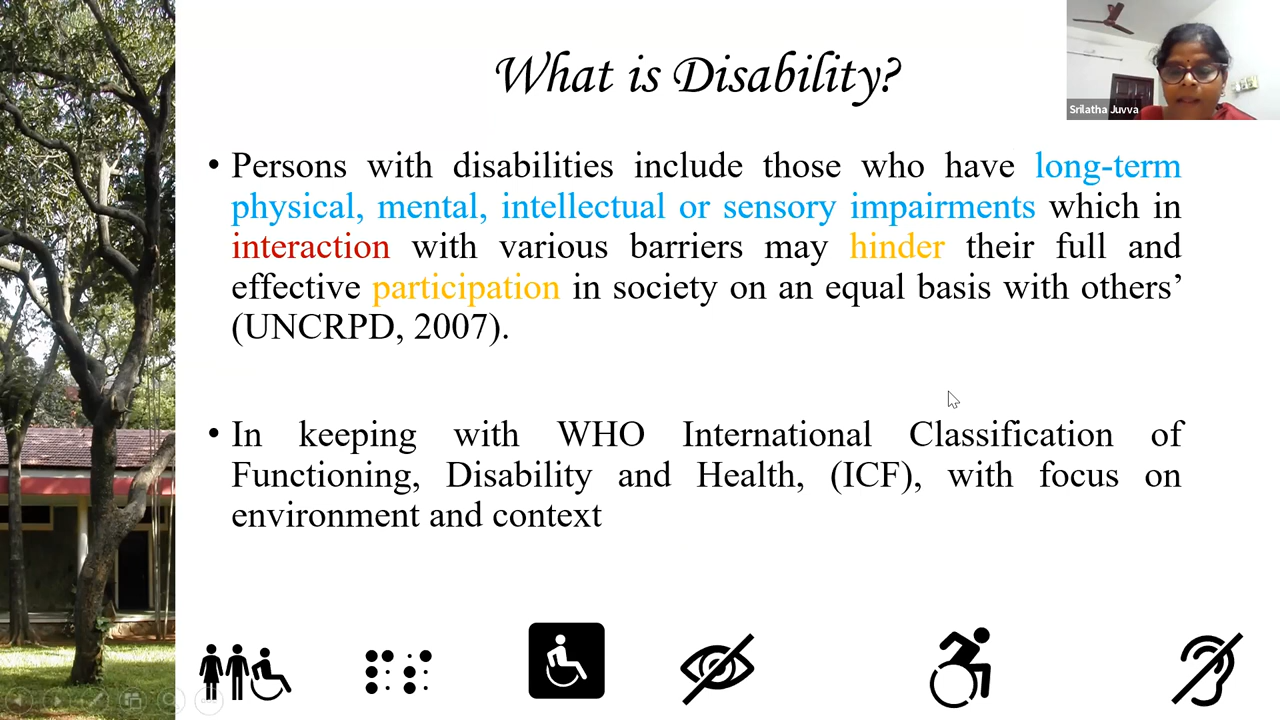 What is Disability?
Srilatha Juvva
• Persons with disabilities include those who have long-term
physical, mental, intellectual or sensory impairments which in
interaction with various barriers may hinder their full and
effective participation in society on an equal basis with others’
(UNCRPD, 2007).
• In keeping with WHO International Classification of
Functioning, Disability and Health, (ICF), with focus on
environment and context